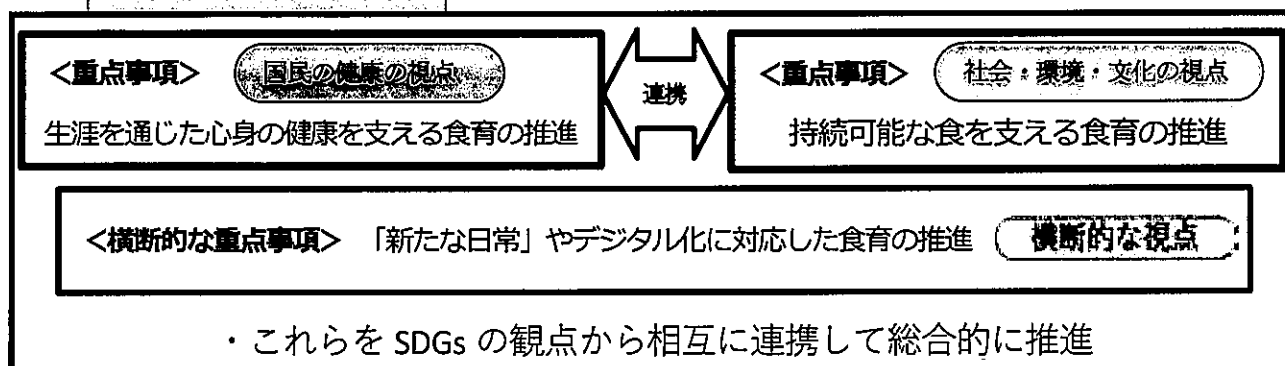 <重点事項> 国民の健康の視点
生涯を通じた心身の健康を支える食育の推進
連携
<重点事項> 社会・環境・文化の視点
持続可能な食を支える食育の推進
<横断的な重点事項> 「新たな日常」やデジタル化に対応した食育の推進 横断的な視点
・これらを SDGs の観点から相互に連携して総合的に推進